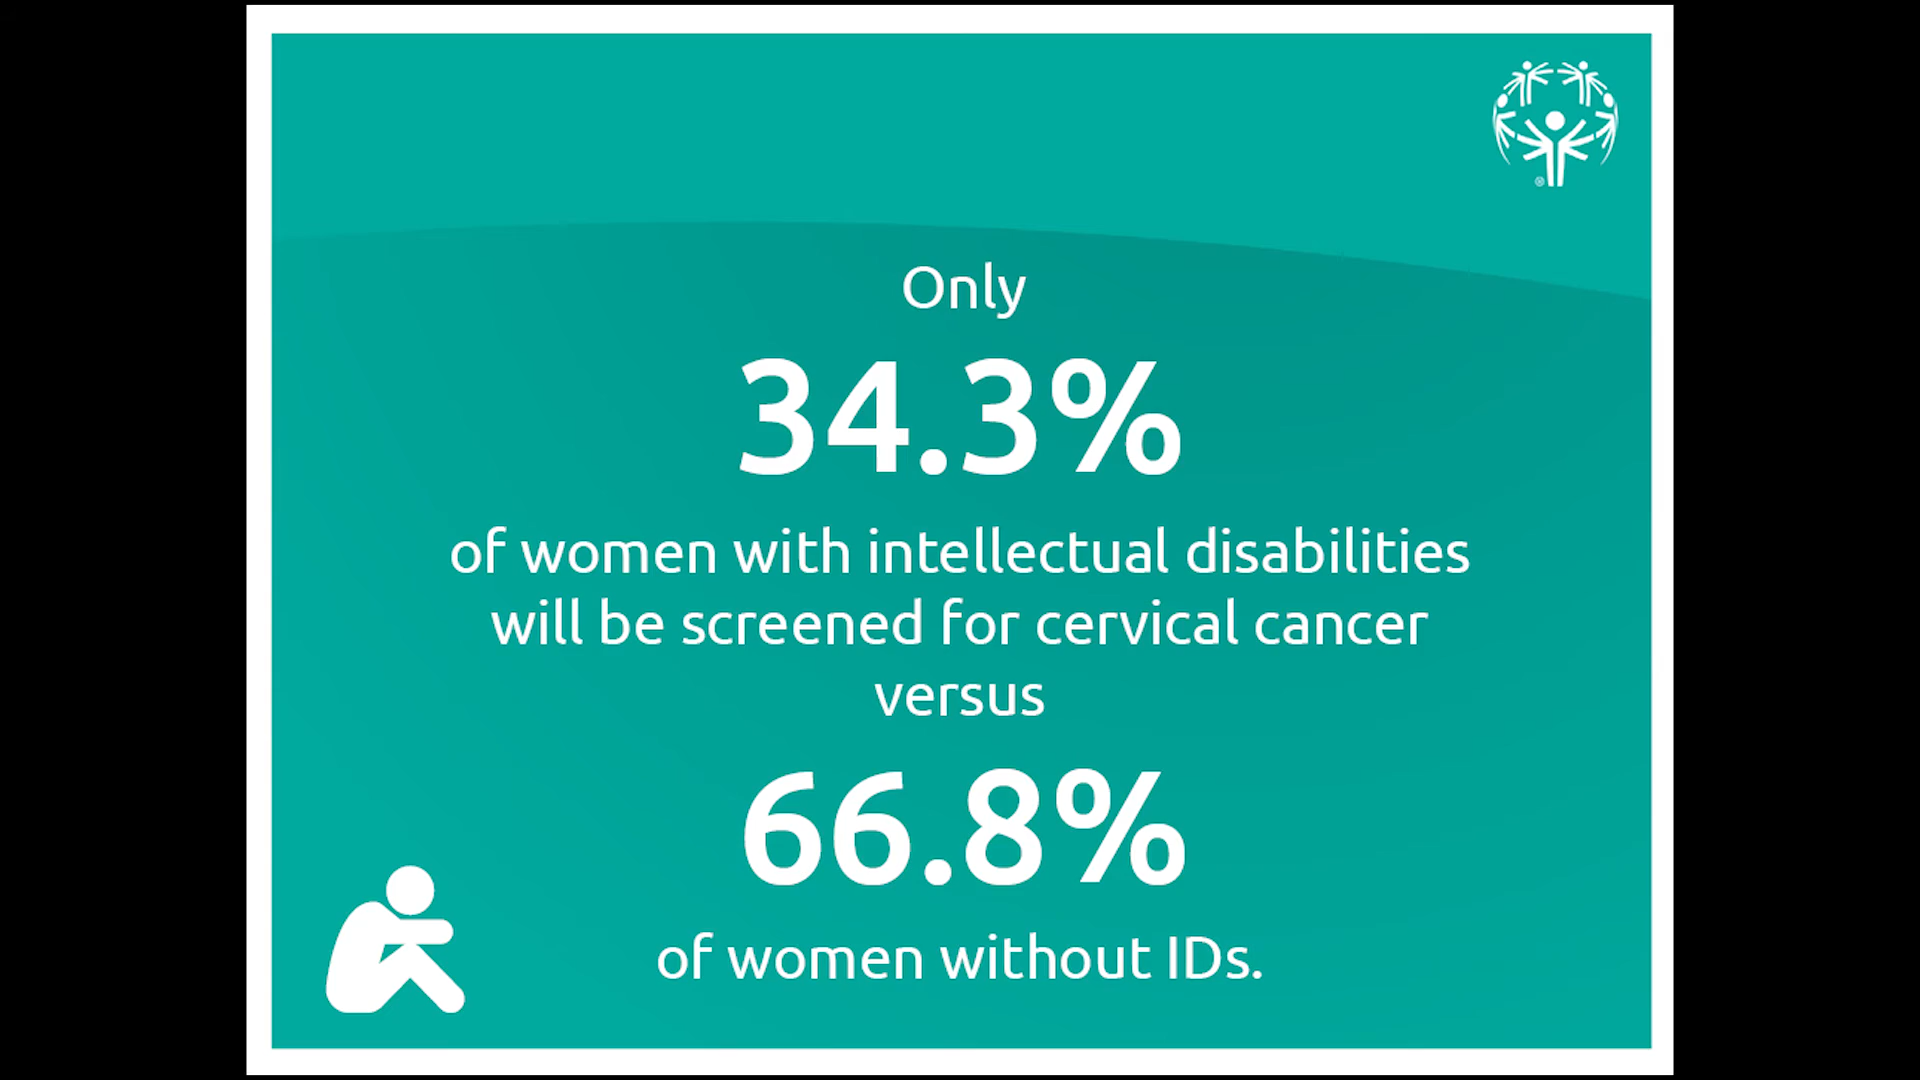 Only
34.3%
of women with intellectual disabilities
will be screened for cervical cancer
versus
66.8%
of women without IDs.
®